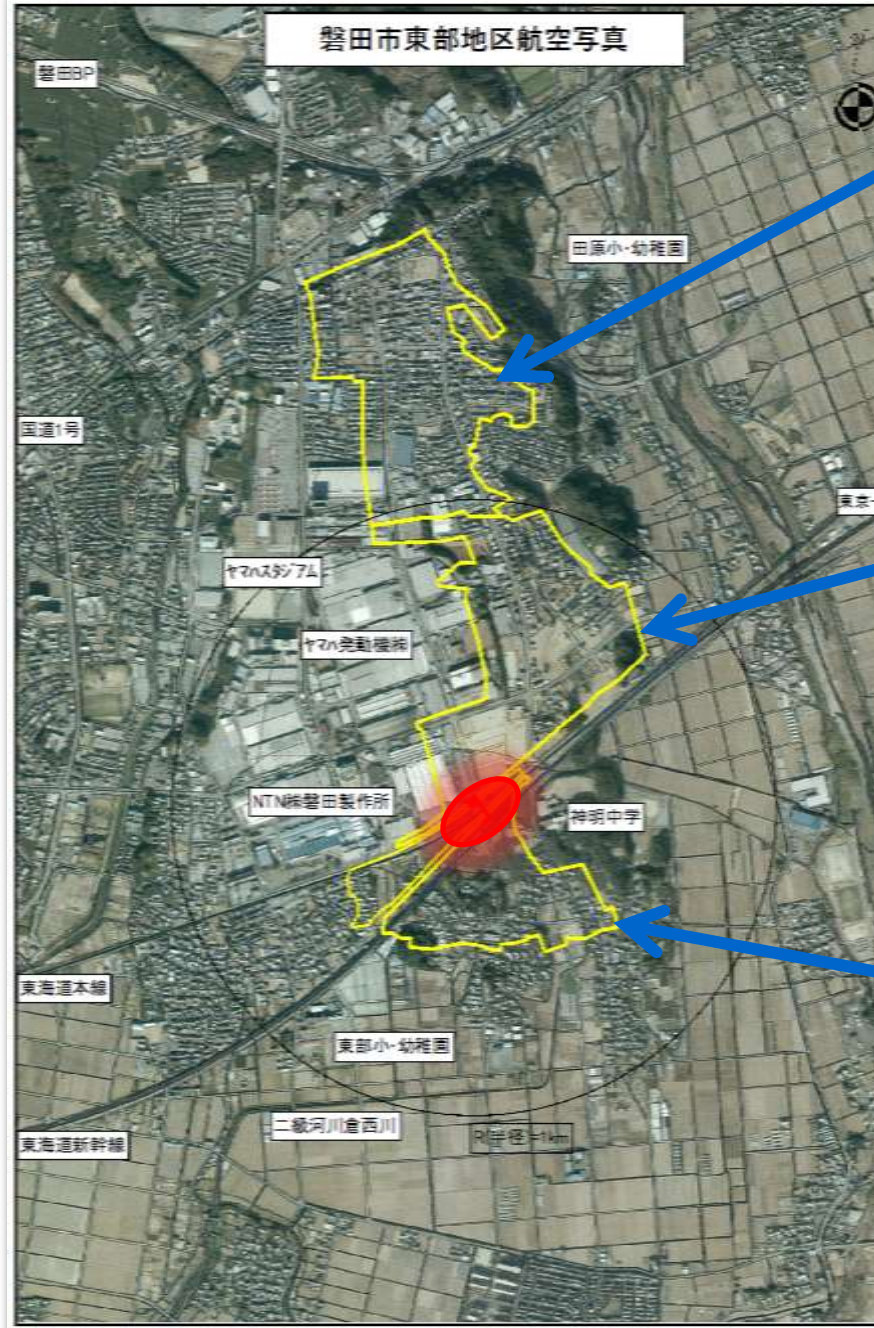 磐田市東部地区航空写真
磐田BP
田原小・幼稚園
国道1号
東京
ヤマハスタジアム
ヤマハ発動機㈱
NTN㈱磐田製作所
神明中学
東海道本線
東部小・幼稚園
二級河川倉西川
R(半径)=1km
東海道新幹線